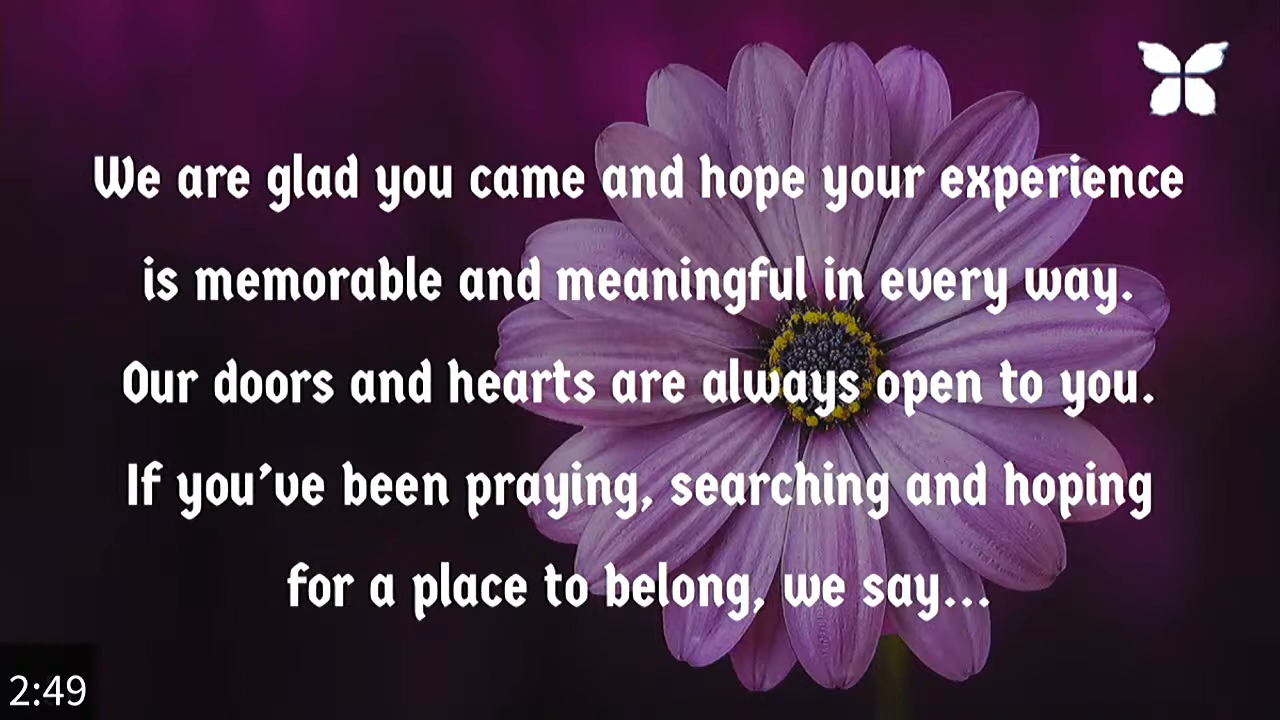 We are glad you came and hope your experience
is memorable and meaningful in every way.
Our doors and hearts are always open to you.
If you’ve been praying, searching and hoping
for a place to belong, we say...
2:49